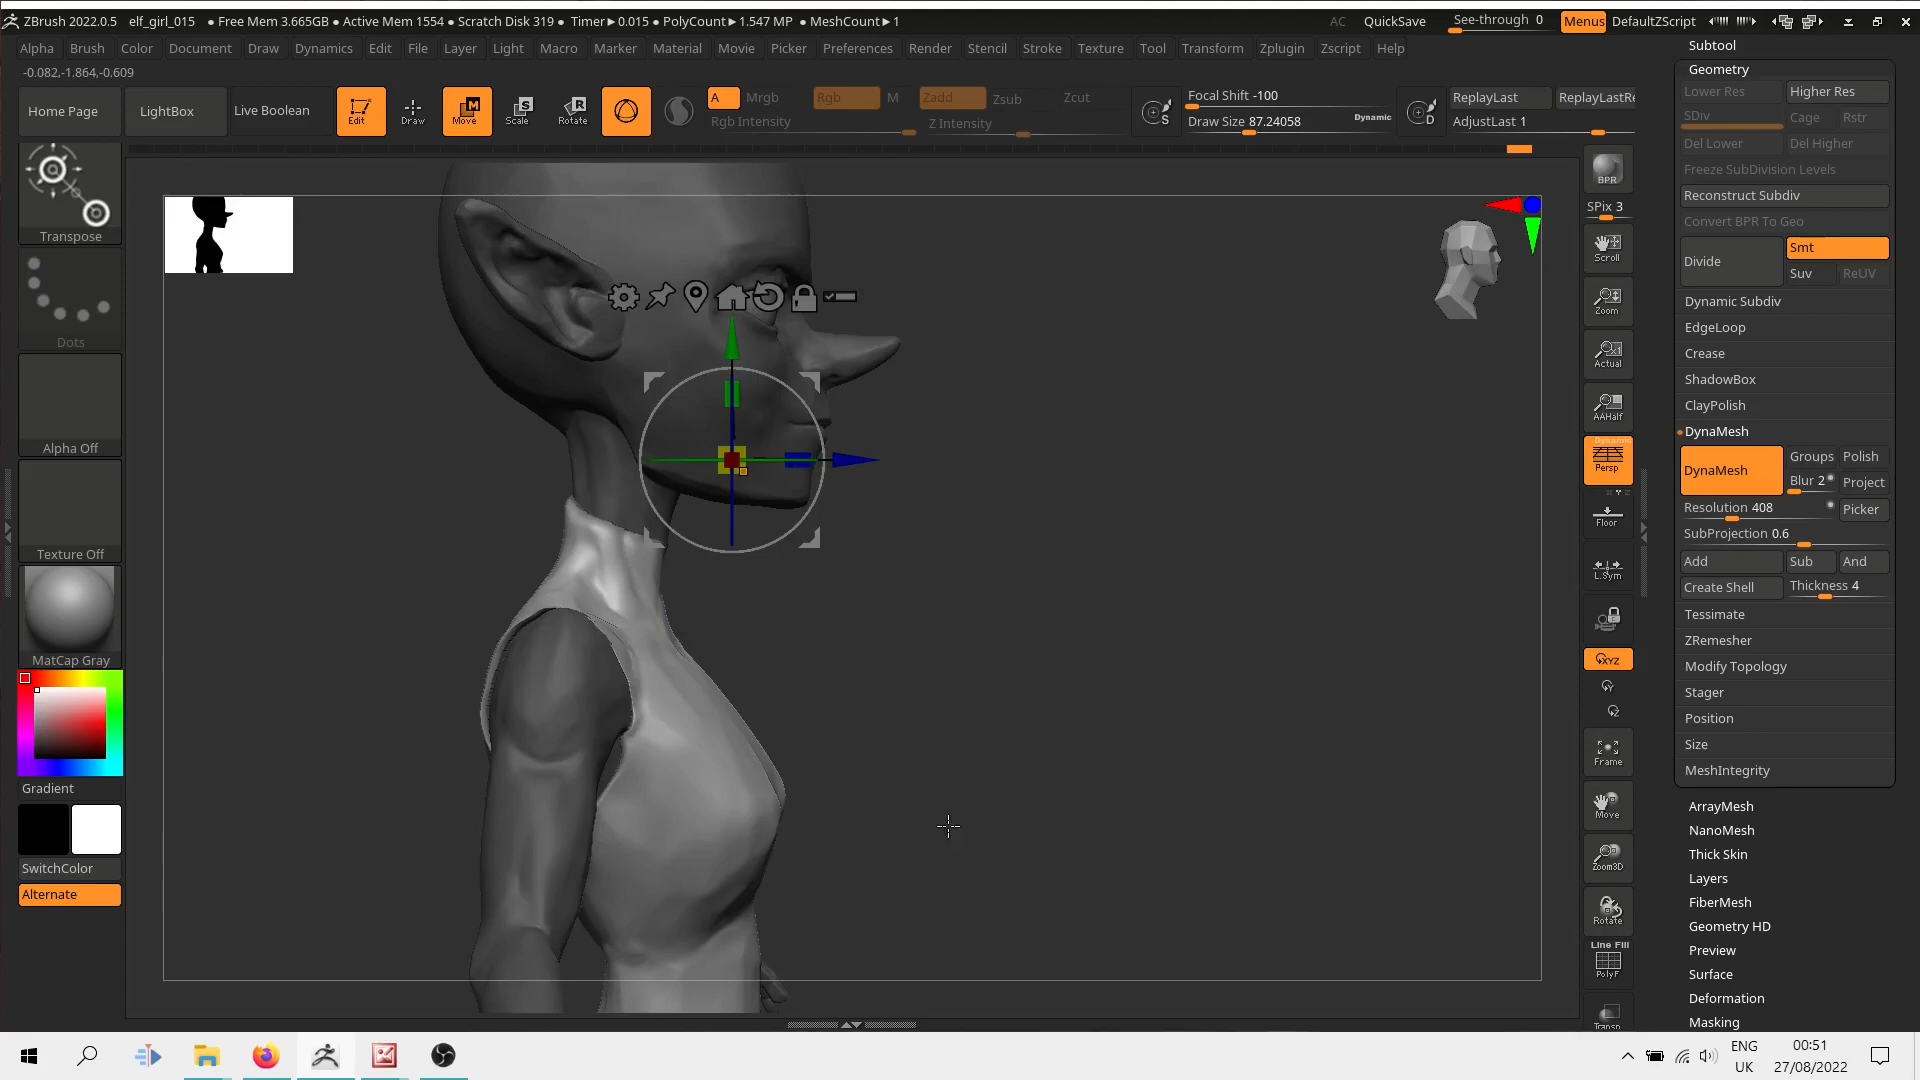 ZBrush 2022.0.5 elf_girl_015 ● Free Mem 3.665GB ● Active Mem 1554 ● Scratch Disk 319 ● Timer►0.015 ● PolyCount►1.547 MP ● MeshCount►1 AC QuickSave See-through 0 Menus DefaultZScript
Alpha Brush Color Document Draw Dynamics Edit File Layer Light Macro Marker Material Movie Picker Preferences Render Stencil Stroke Texture Tool Transform Zplugin Zscript Help
-0.082,-1.864,-0.609
Home Page LightBox Live Boolean Edit Draw Move Scale Rotate
A Mrgb Rgb M Zadd Zsub Zcut
Rgb Intensity Z Intensity
Focal Shift -100
Draw Size 87.24058 Dynamic
ReplayLast ReplayLastRe
AdjustLast 1
M S R S D
Transpose
Dots
Alpha Off
Texture Off
MatCap Gray
Gradient
SwitchColor
Alternate
BPR
SPix 3
Scroll
Zoom
Actual
AAHalf
Dynamic
Persp
Floor
L.Sym
XYZ
Y
Z
Frame
Move
Zoom3D
Rotate
Line Fill
PolyF
Transp
Subtool
Geometry
Lower Res Higher Res
SDiv Cage Rstr
Del Lower Del Higher
Freeze SubDivision Levels
Reconstruct Subdiv
Convert BPR To Geo
Divide Smt
Suv ReUV
Dynamic Subdiv
EdgeLoop
Crease
ShadowBox
ClayPolish
DynaMesh
DynaMesh Groups Polish
Blur 2 Project
Resolution 408 Picker
SubProjection 0.6
Add Sub And
Create Shell Thickness 4
Tessimate
ZRemesher
Modify Topology
Stager
Position
Size
MeshIntegrity
ArrayMesh
NanoMesh
Thick Skin
Layers
FiberMesh
Geometry HD
Preview
Surface
Deformation
Masking
ENG
UK
00:51
27/08/2022